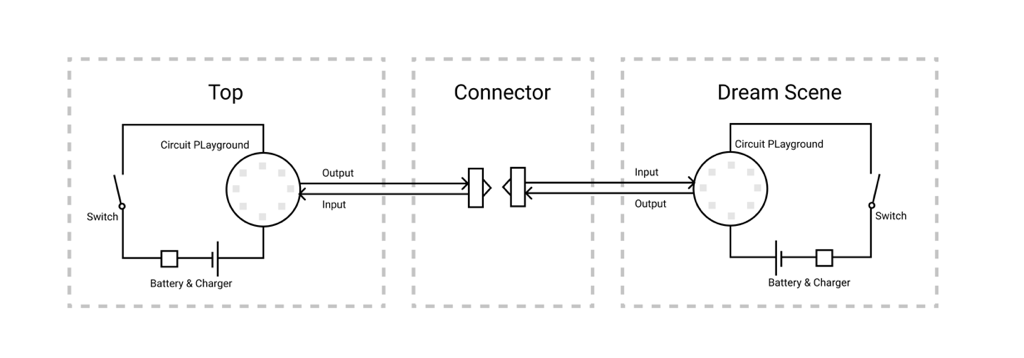 Top
Connector
Dream Scene
Circuit PLayground
Circuit PLayground
Output
Input
Input
Output
Switch
Switch
Battery & Charger
Battery & Charger